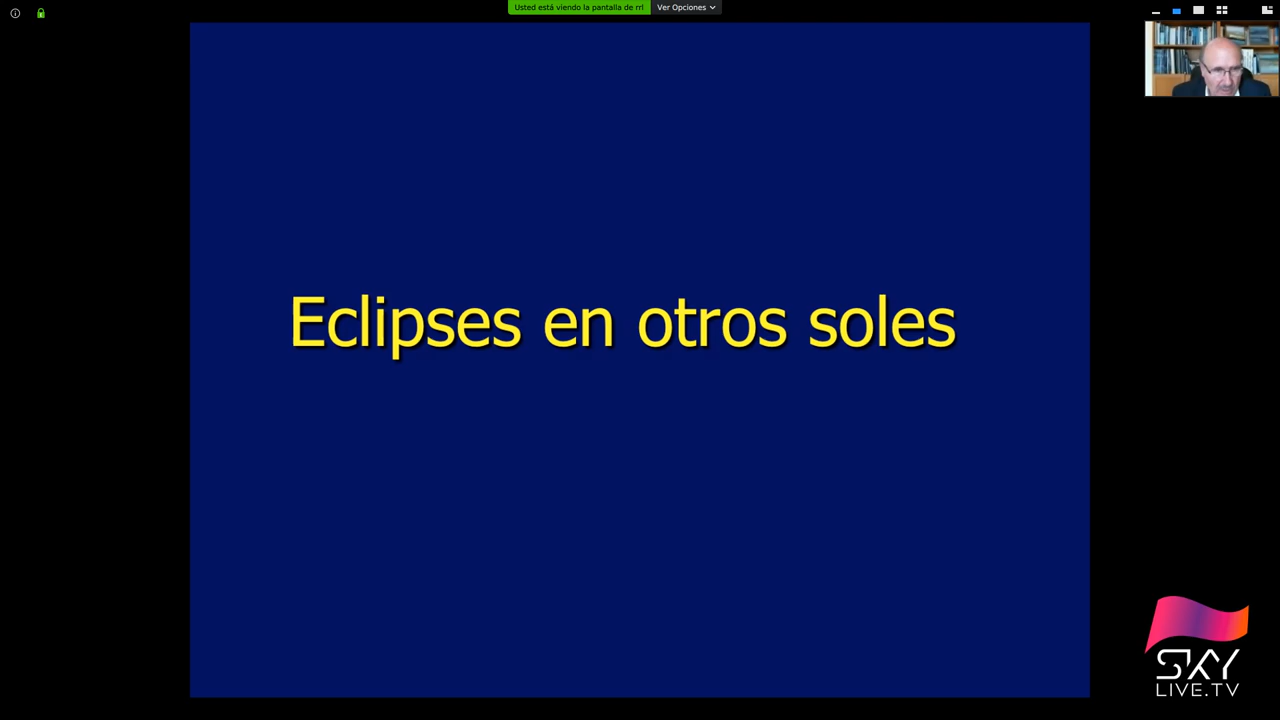 Usted está viendo la pantalla de rrl
Ver Opciones
Eclipses en otros soles
SKY
LIVE.TV